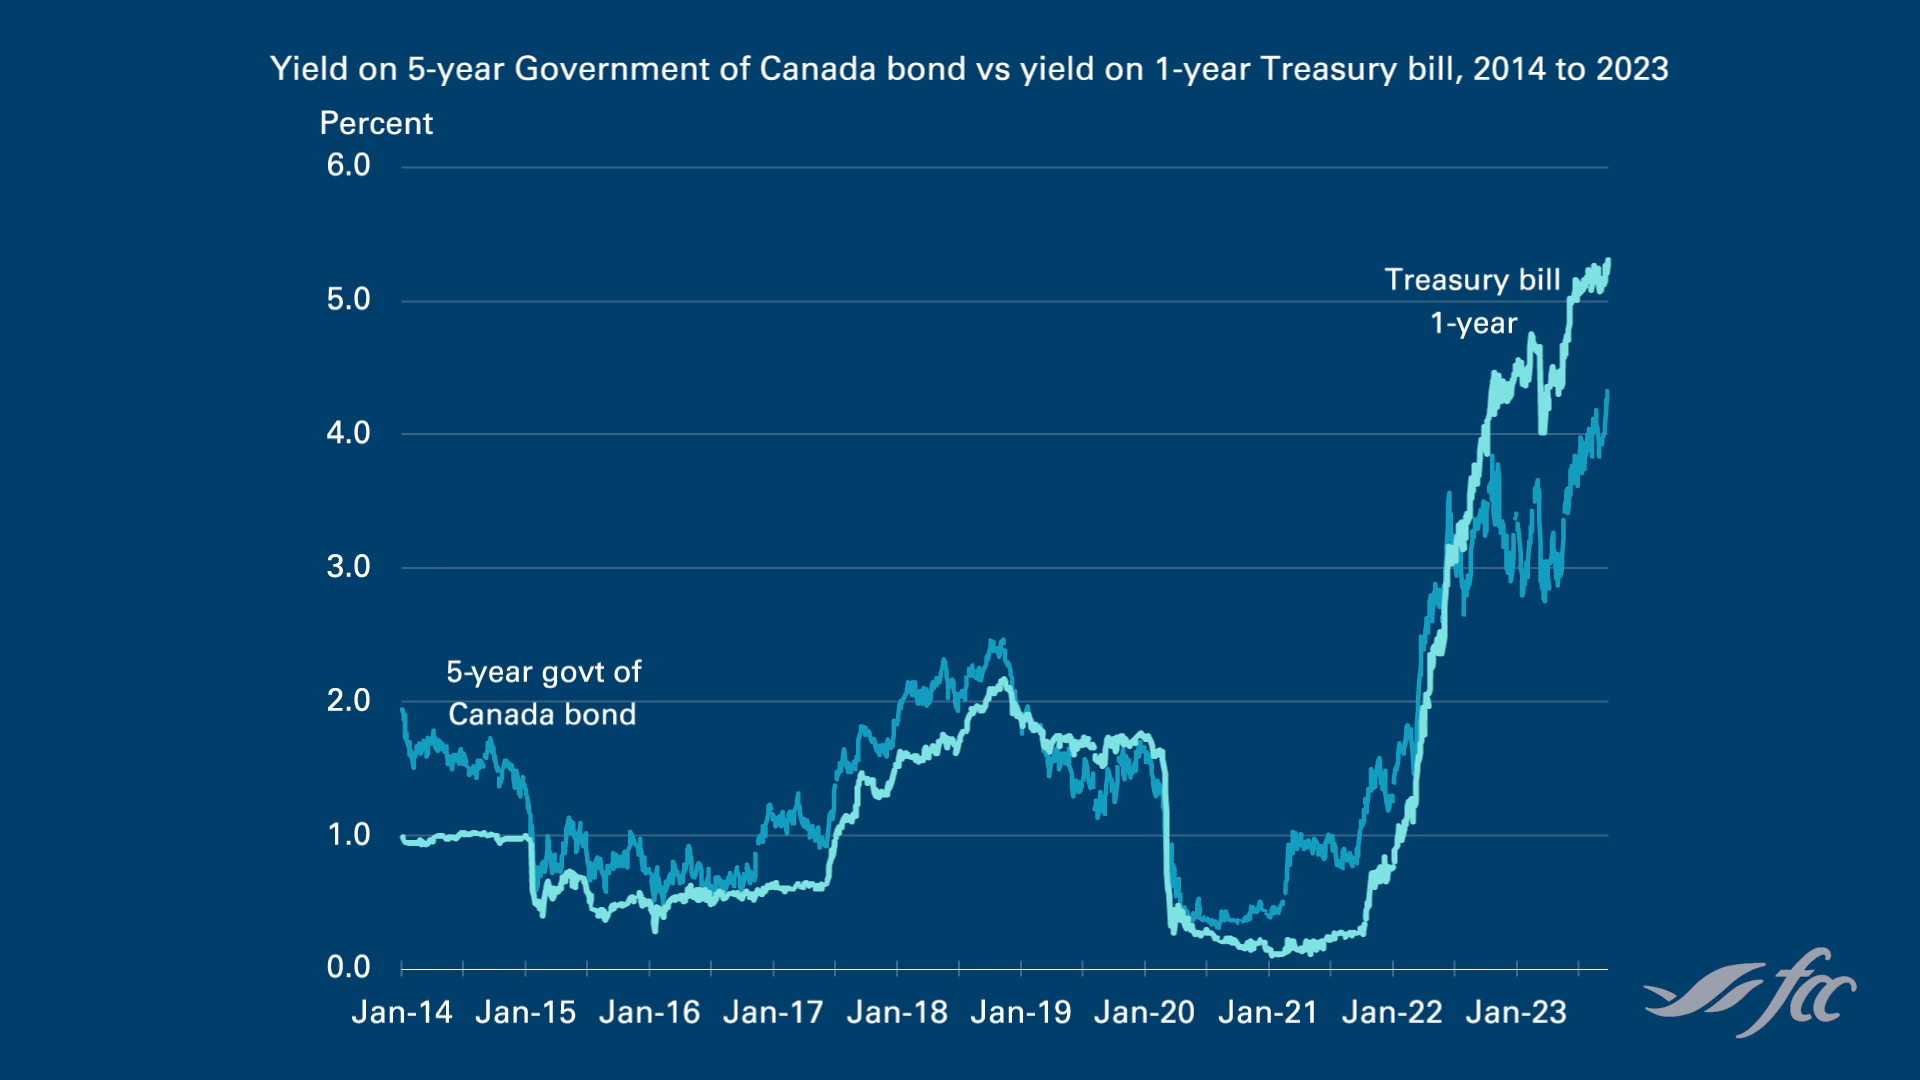 Yield on 5-year Government of Canada bond vs yield on 1-year Treasury bill, 2014 to 2023
Percent
6.0
5.0
4.0
3.0
2.0
1.0
0.0
Treasury bill
1-year
5-year govt of
Canada bond
Jan-14 Jan-15 Jan-16 Jan-17 Jan-18 Jan-19 Jan-20 Jan-21 Jan-22 Jan-23
fcc